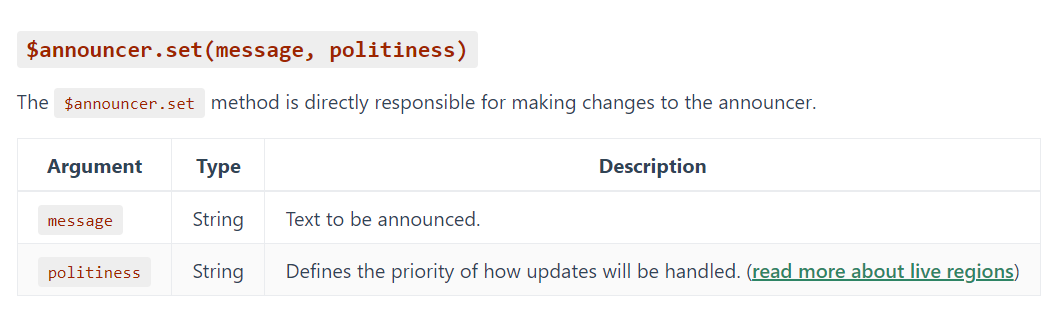 $announcer.set(message, politiness)
The $announcer.set method is directly responsible for making changes to the announcer.
Argument Type Description
message String Text to be announced.
politiness String Defines the priority of how updates will be handled. (read more about live regions)